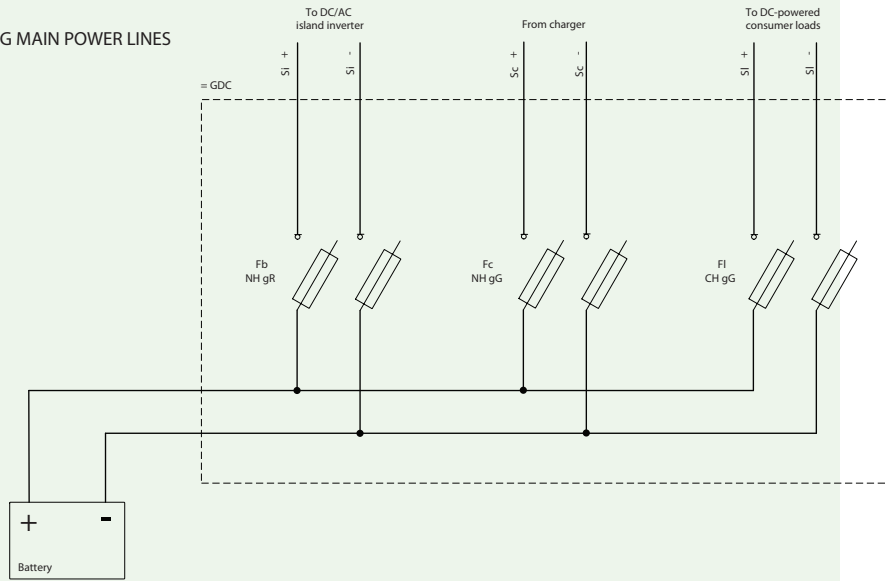 G MAIN POWER LINES
To DC/AC
island inverter
From charger
To DC-powered
consumer loads
Si +
Si -
Sc +
Sc -
Sl +
Sl -
= GDC
Fb
NH gR
Fc
NH gG
Fl
CH gG
+ -
Battery